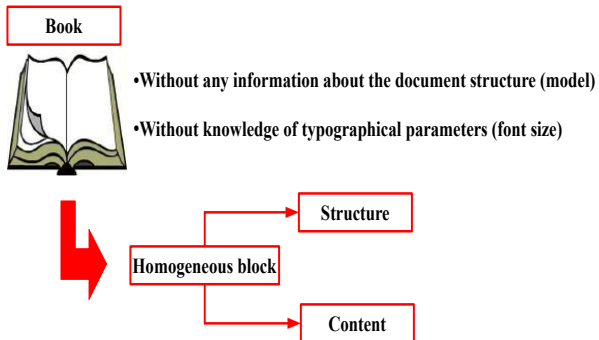 Book
•Without any information about the document structure (model)
•Without knowledge of typographical parameters (font size)
Structure
Homogeneous block
Content